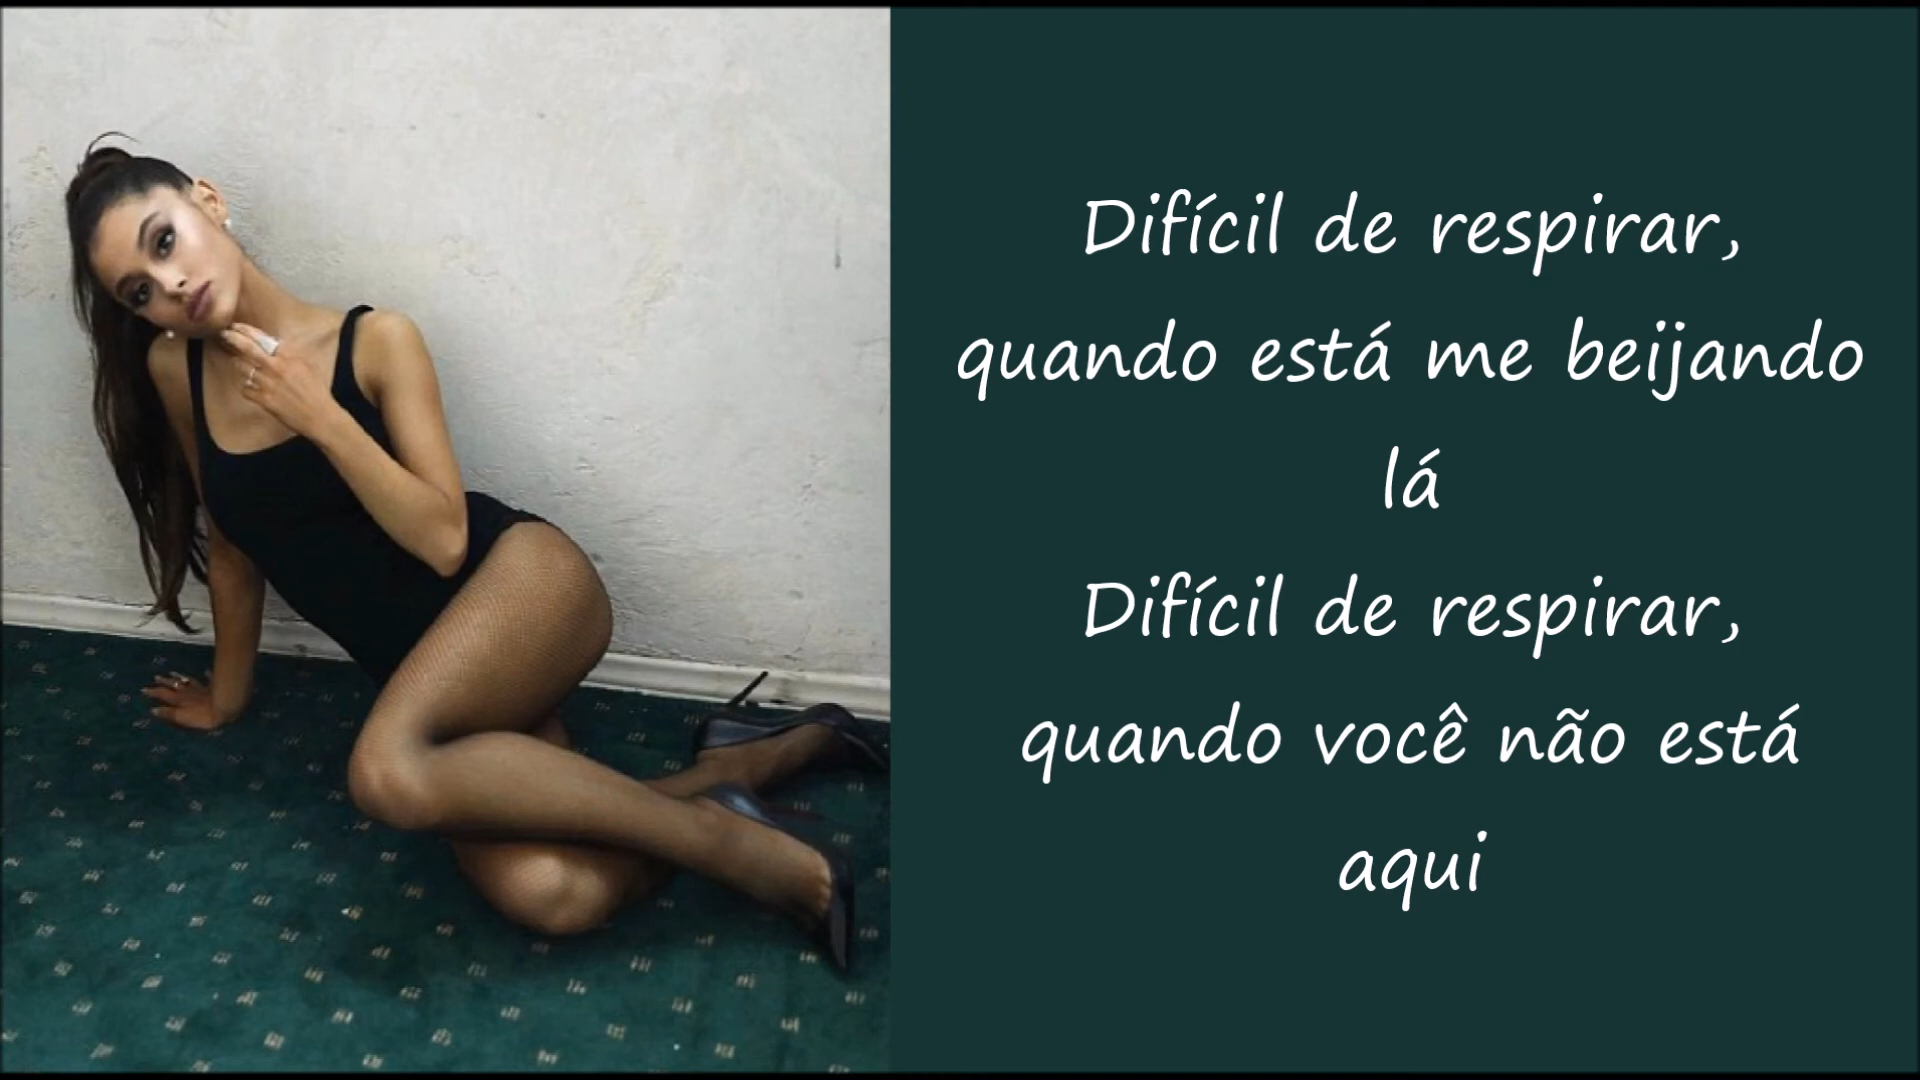 Difícil de respirar,
quando está me beijando
lá
Difícil de respirar,
quando você não está
aqui